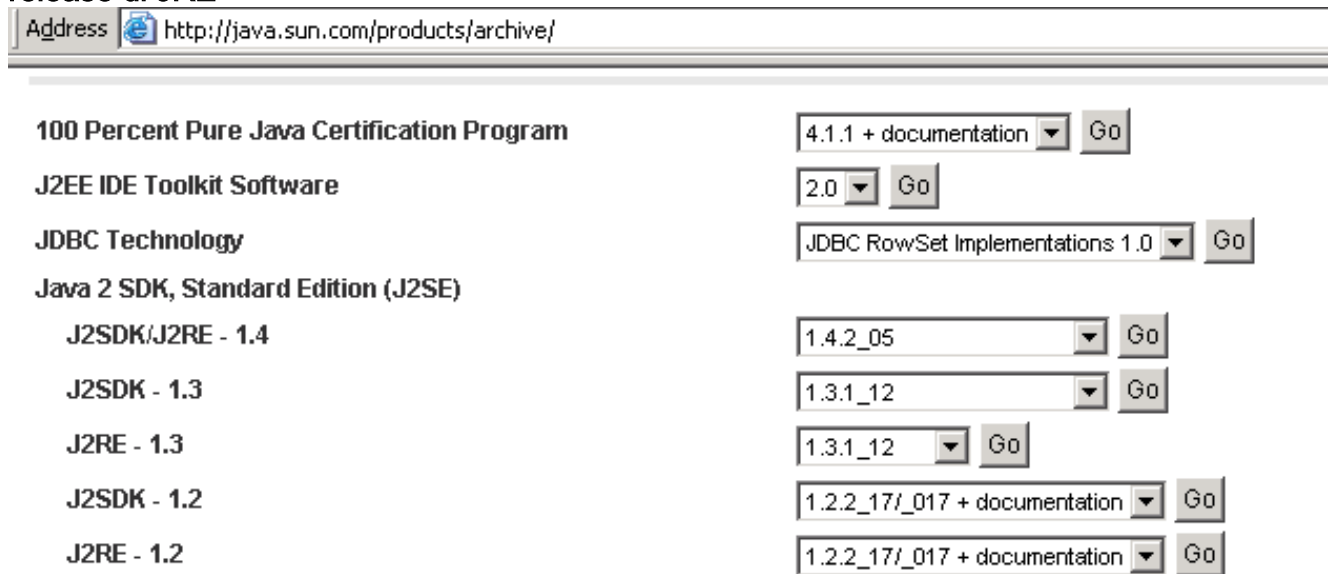 Address http://java.sun.com/products/archive/
100 Percent Pure Java Certification Program 4.1.1 + documentation Go
J2EE IDE Toolkit Software 2.0 Go
JDBC Technology JDBC RowSet Implementations 1.0 Go
Java 2 SDK, Standard Edition (J2SE)
J2SDK/J2RE - 1.4 1.4.2_05 Go
J2SDK - 1.3 1.3.1_12 Go
J2RE - 1.3 1.3.1_12 Go
J2SDK - 1.2 1.2.2_17/_017 + documentation Go
J2RE - 1.2 1.2.2_17/_017 + documentation Go